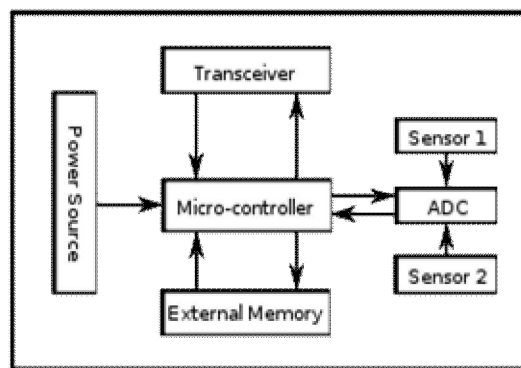 Transceiver
Power Source
Sensor 1
Micro-controller
ADC
Sensor 2
External Memory